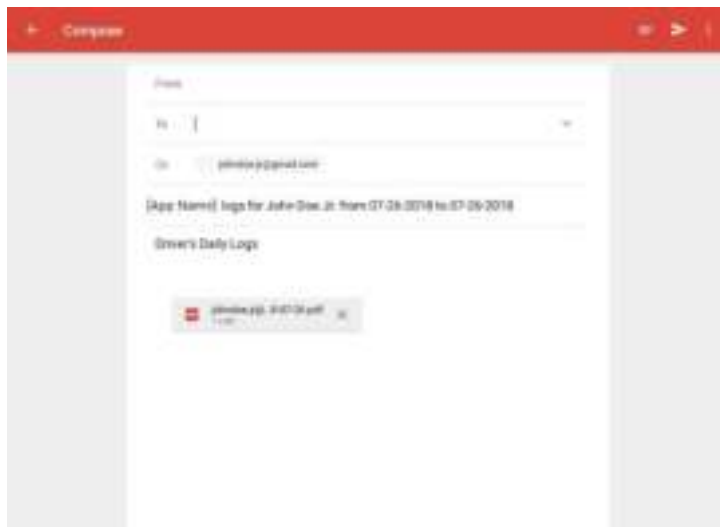 Compose
From
To
Cc
[App Name] logs for John Doe Jr. from 07-26-2018 to 07-26-2018
Driver's Daily Logs